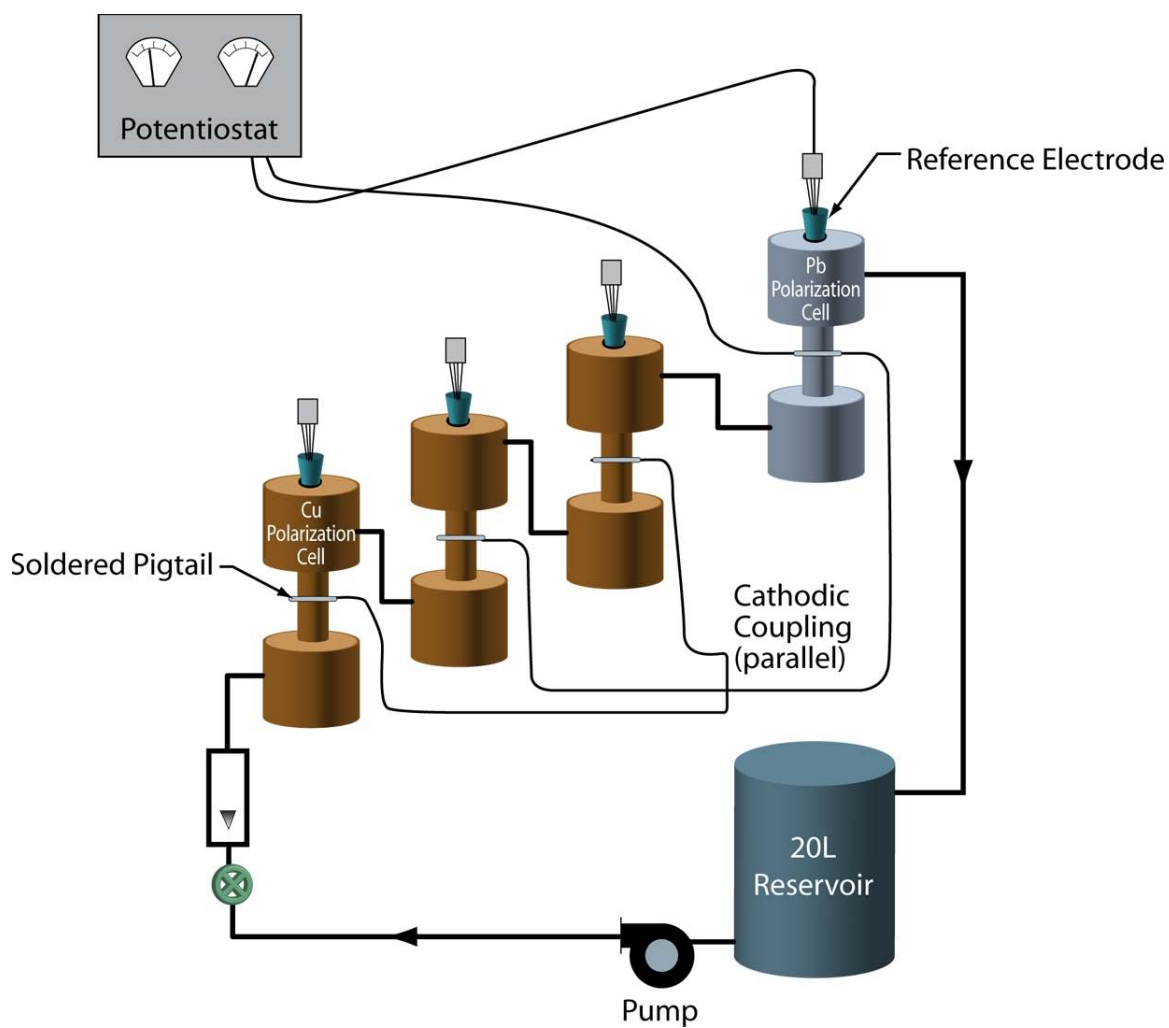 Potentiostat
Reference Electrode
Pb
Polarization
Cell
Cu
Polarization
Cell
Soldered Pigtail
Cathodic
Coupling
(parallel)
20L
Reservoir
Pump